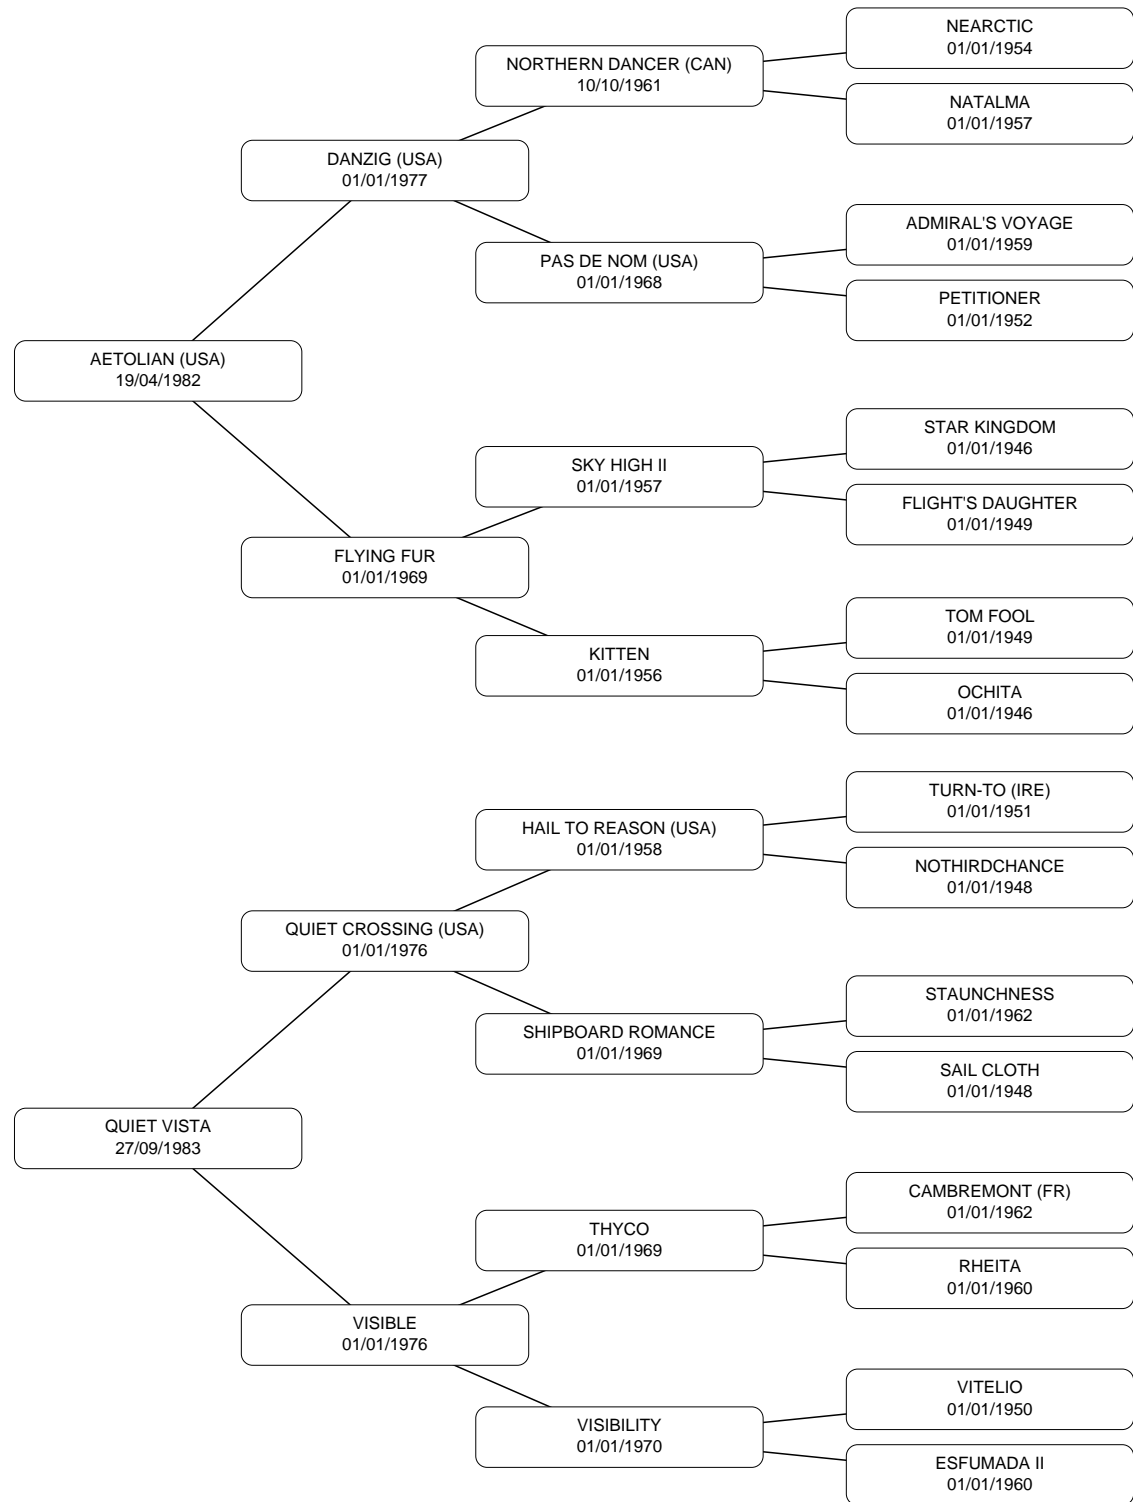 NEARCTIC
01/01/1954
NORTHERN DANCER (CAN)
10/10/1961
NATALMA
01/01/1957
DANZIG (USA)
01/01/1977
ADMIRAL'S VOYAGE
01/01/1959
PAS DE NOM (USA)
01/01/1968
PETITIONER
01/01/1952
AETOLIAN (USA)
19/04/1982
STAR KINGDOM
01/01/1946
SKY HIGH II
01/01/1957
FLIGHT'S DAUGHTER
01/01/1949
FLYING FUR
01/01/1969
TOM FOOL
01/01/1949
KITTEN
01/01/1956
OCHITA
01/01/1946
TURN-TO (IRE)
01/01/1951
HAIL TO REASON (USA)
01/01/1958
NOTHIRDCHANCE
01/01/1948
QUIET CROSSING (USA)
01/01/1976
STAUNCHNESS
01/01/1962
SHIPBOARD ROMANCE
01/01/1969
SAIL CLOTH
01/01/1948
QUIET VISTA
27/09/1983
CAMBREMONT (FR)
01/01/1962
THYCO
01/01/1969
RHEITA
01/01/1960
VISIBLE
01/01/1976
VITELIO
01/01/1950
VISIBILITY
01/01/1970
ESFUMADA II
01/01/1960